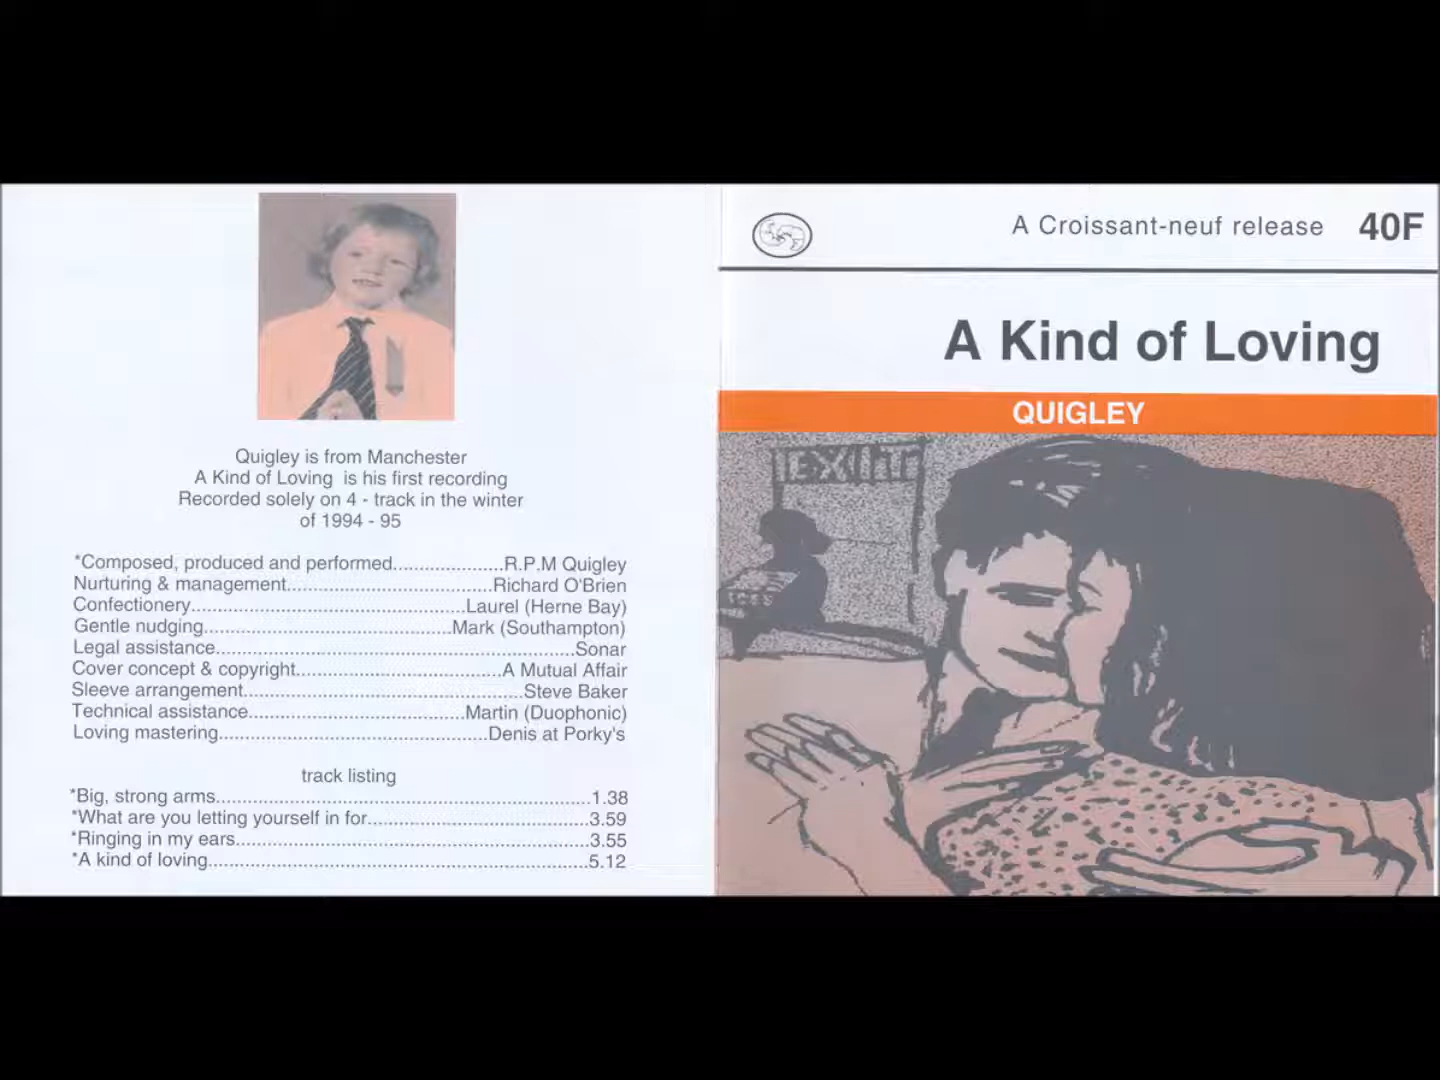 Quigley is from Manchester
A Kind of Loving is his first recording
Recorded solely on 4 - track in the winter
of 1994 - 95
*Composed, produced and performed.....................R.P.M Quigley
Nurturing & management.......................................Richard O'Brien
Confectionery....................................................Laurel (Herne Bay)
Gentle nudging...............................................Mark (Southampton)
Legal assistance....................................................................Sonar
Cover concept & copyright.......................................A Mutual Affair
Sleeve arrangement.....................................................Steve Baker
Technical assistance.........................................Martin (Duophonic)
Loving mastering...................................................Denis at Porky's
track listing
*Big, strong arms.......................................................................1.38
*What are you letting yourself in for..........................................3.59
*Ringing in my ears...................................................................3.55
*A kind of loving........................................................................5.12
A Croissant-neuf release 40F
A Kind of Loving
QUIGLEY
EXIT